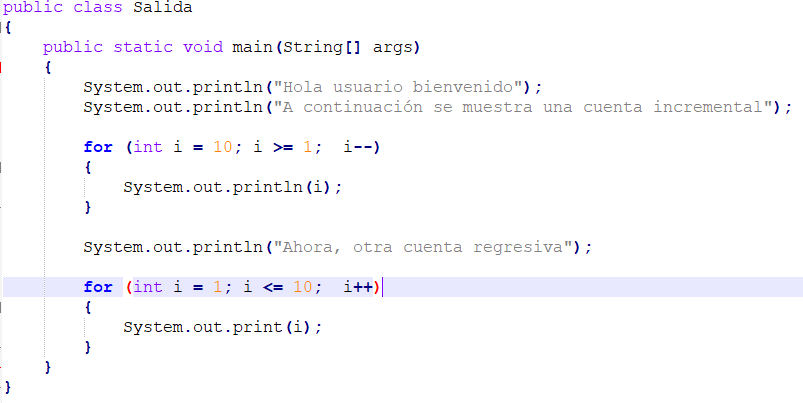 public class Salida
{
public static void main(String[] args)
{
System.out.println("Hola usuario bienvenido");
System.out.println("A continuación se muestra una cuenta incremental");
for (int i = 10; i >= 1;  i--)
{
System.out.println(i);
}
System.out.println("Ahora, otra cuenta regresiva");
for (int i = 1; i <= 10;  i++)
{
System.out.print(i);
}
}
}